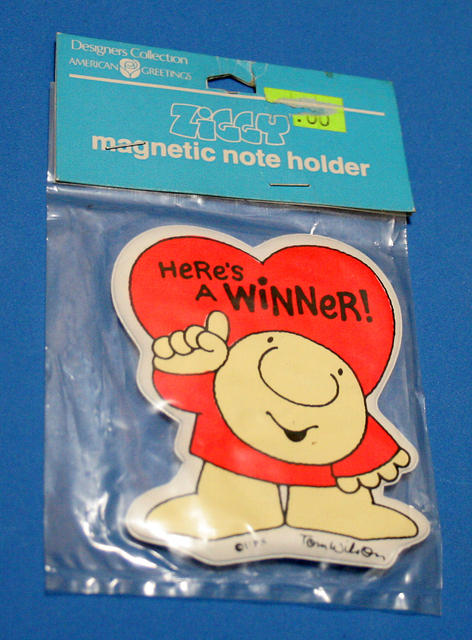 Designers Collection
AMERICAN GREETINGS
ZiGGY
.00
magnetic note holder
HeRe's
A WiNNeR!
Tom Wilson